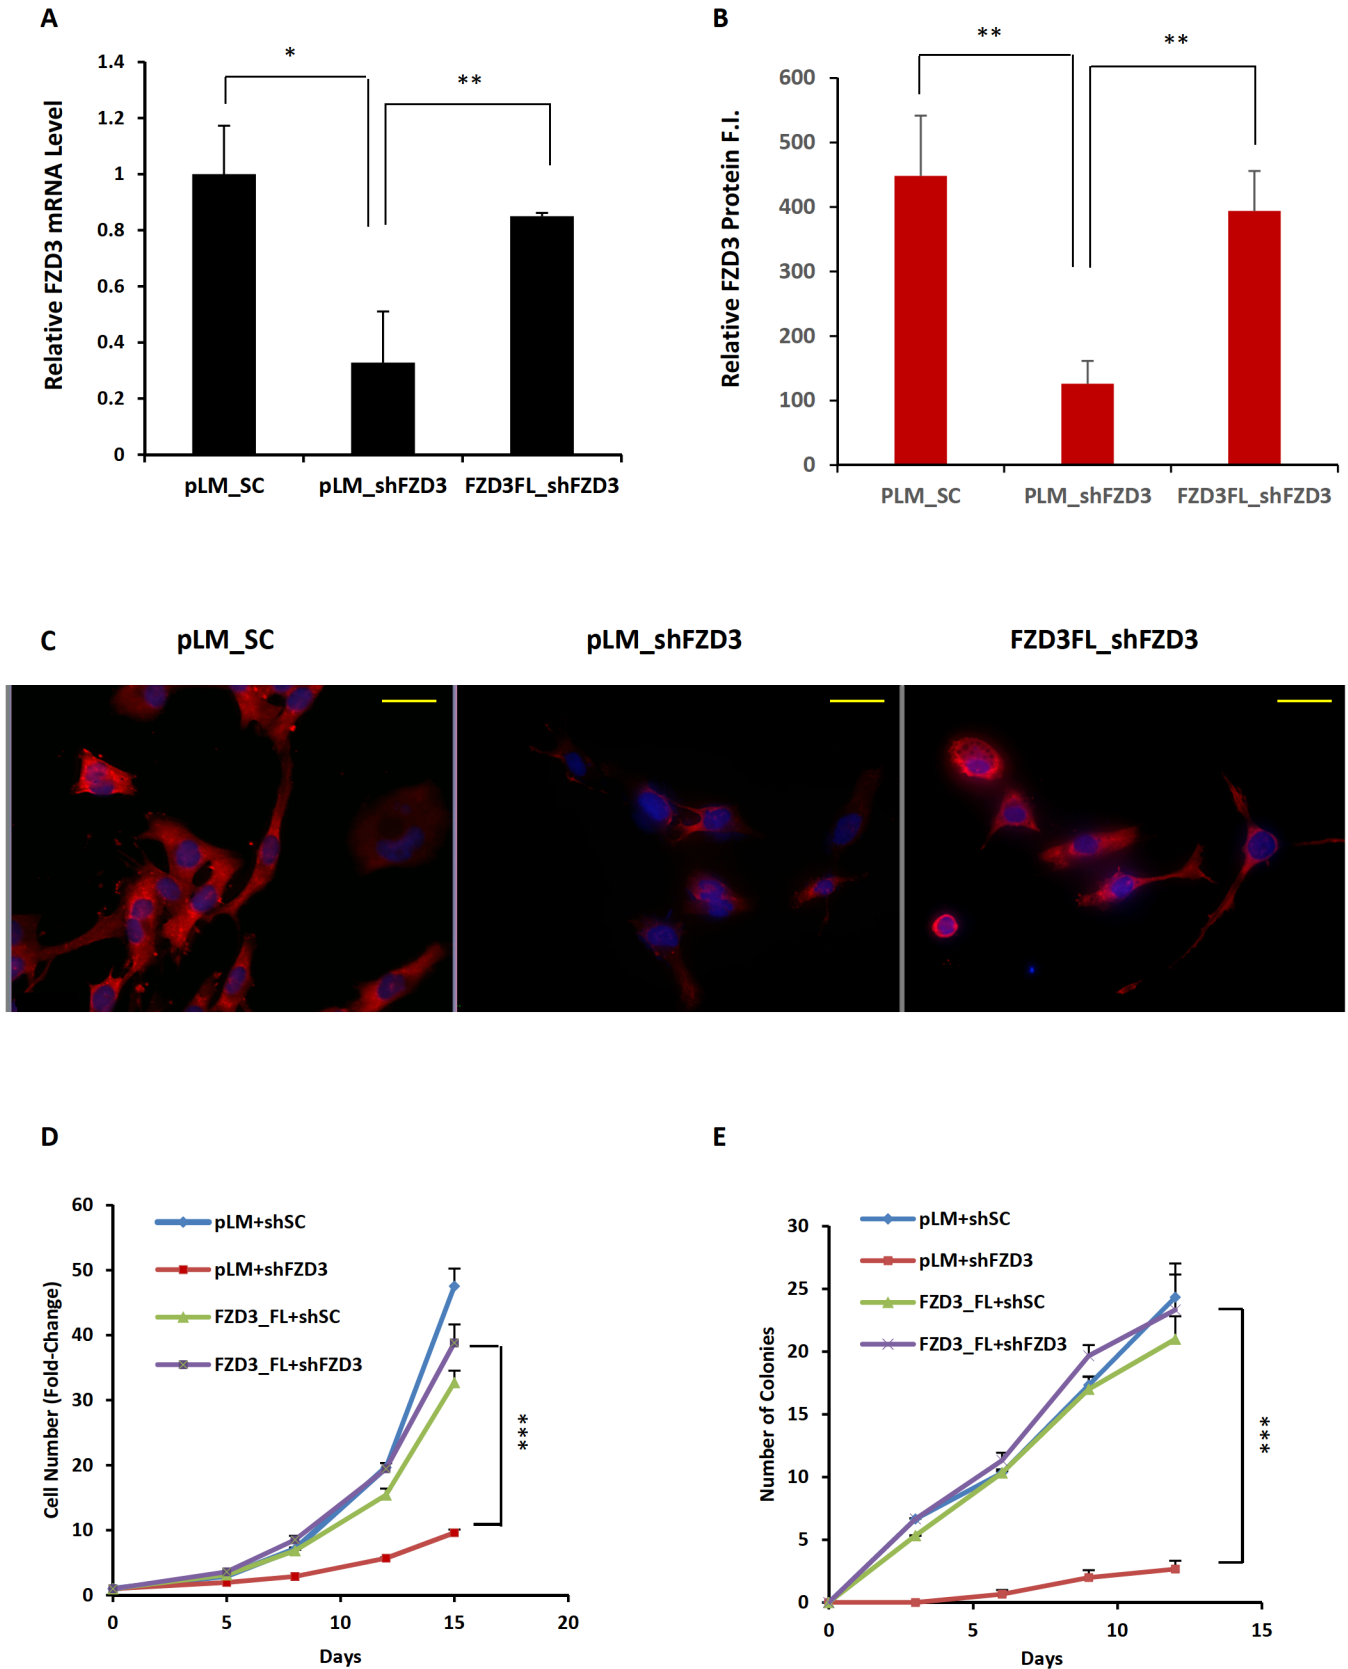 A
Relative FZD3 mRNA Level
1.4
1.2
1
0.8
0.6
0.4
0.2
0
*
**
pLM_SC
pLM_shFZD3
FZD3FL_shFZD3
B
Relative FZD3 Protein F.I.
600
500
400
300
200
100
0
**
**
PLM_SC
PLM_shFZD3
FZD3FL_shFZD3
C
pLM_SC
pLM_shFZD3
FZD3FL_shFZD3
D
Cell Number (Fold-Change)
60
50
40
30
20
10
0
pLM+shSC
pLM+shFZD3
FZD3_FL+shSC
FZD3_FL+shFZD3
***
0
5
10
15
20
Days
E
Number of Colonies
30
25
20
15
10
5
0
pLM+shSC
pLM+shFZD3
FZD3_FL+shSC
FZD3_FL+shFZD3
***
0
5
10
15
Days